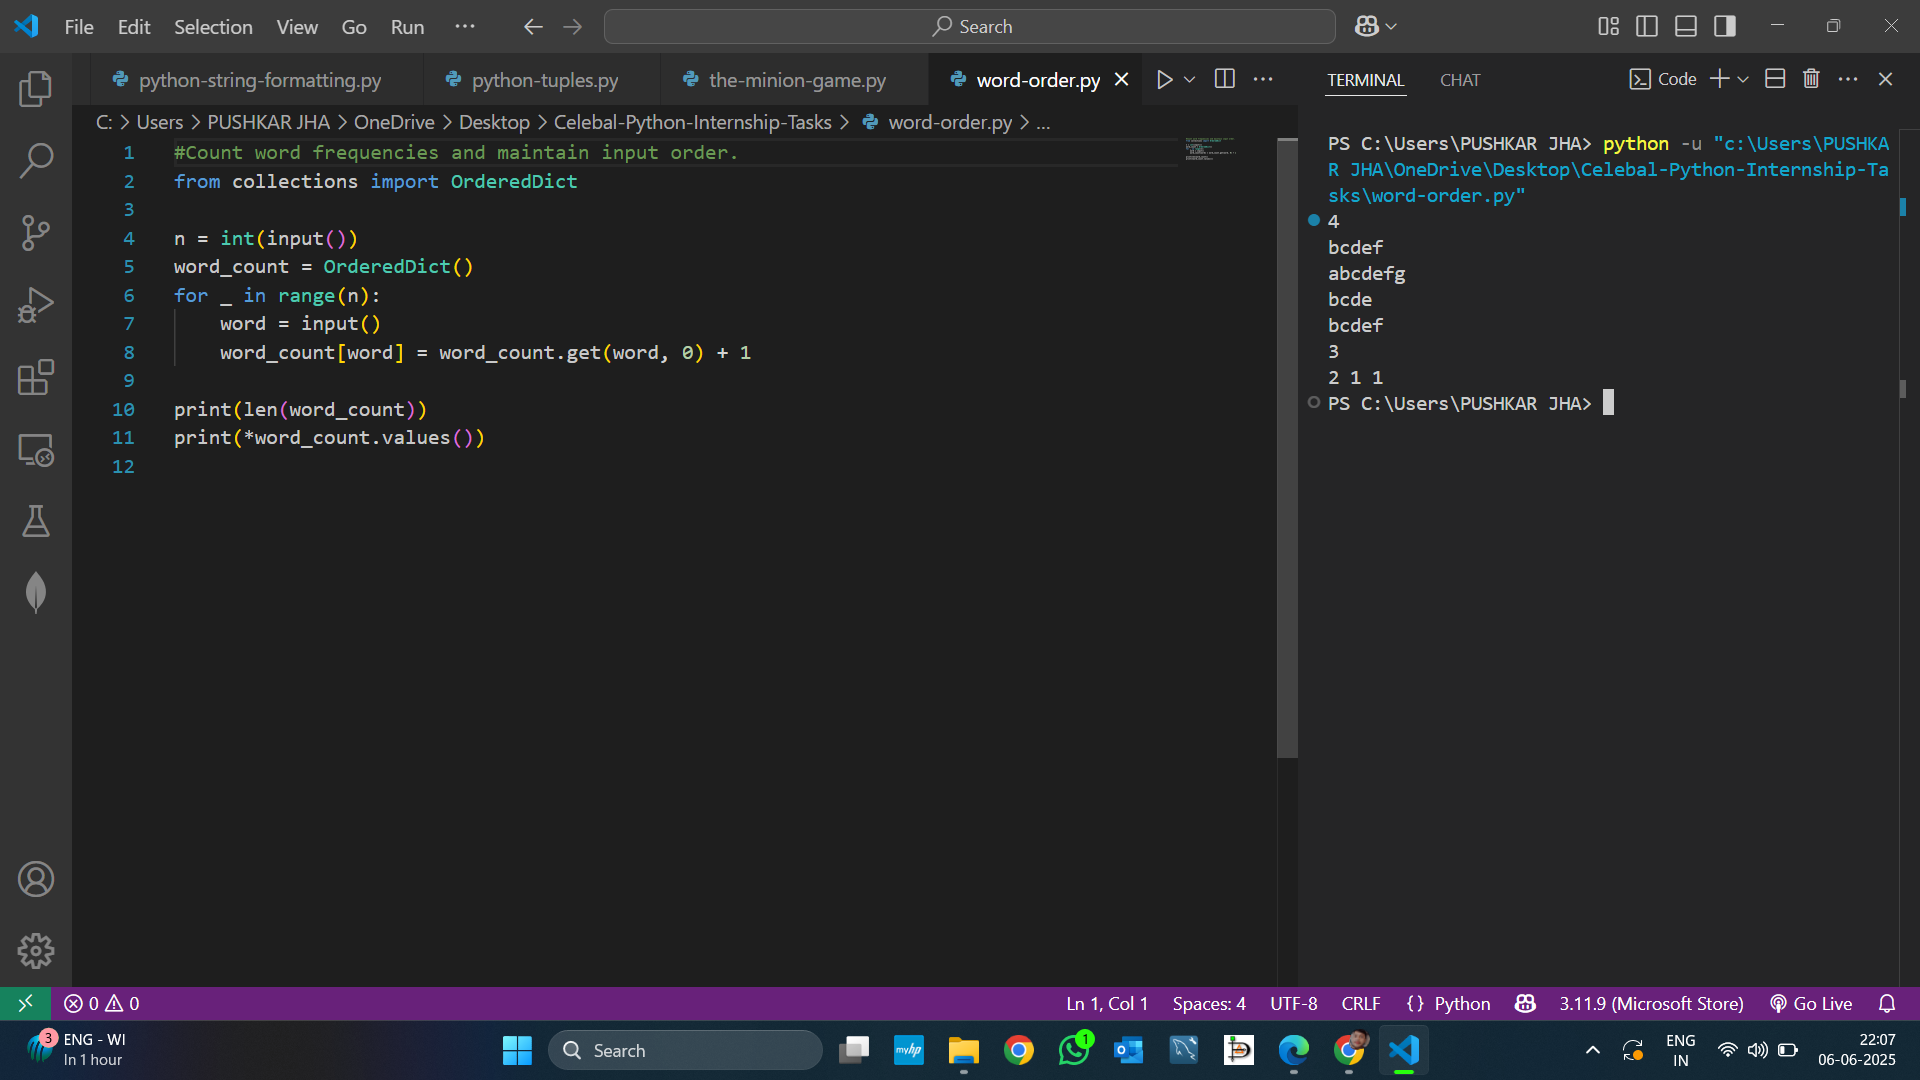 File Edit Selection View Go Run ··· Search
python-string-formatting.py python-tuples.py the-minion-game.py word-order.py
C: > Users > PUSHKAR JHA > OneDrive > Desktop > Celebal-Python-Internship-Tasks > word-order.py > ...
1 #Count word frequencies and maintain input order.
2 from collections import OrderedDict
3
4 n = int(input())
5 word_count = OrderedDict()
6 for _ in range(n):
7     word = input()
8     word_count[word] = word_count.get(word, 0) + 1
9
10 print(len(word_count))
11 print(*word_count.values())
12
TERMINAL CHAT Code
PS C:\Users\PUSHKAR JHA> python -u "c:\Users\PUSHKA
R JHA\OneDrive\Desktop\Celebal-Python-Internship-Ta
sks\word-order.py"
4
bcdef
abcdefg
bcde
bcdef
3
2 1 1
PS C:\Users\PUSHKAR JHA>
0 0 Ln 1, Col 1 Spaces: 4 UTF-8 CRLF {} Python 3.11.9 (Microsoft Store) Go Live
3 ENG - WI
In 1 hour
Search
myhp
1
ENG
IN
22:07
06-06-2025